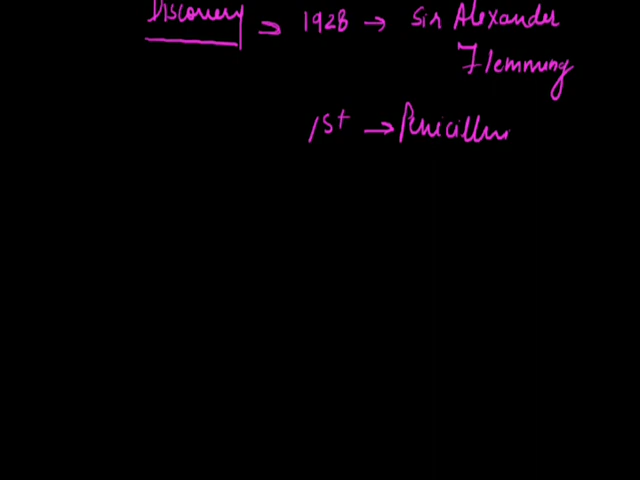 Discovery => 1928 → Sir Alexander
Flemming
1st → Penicillin